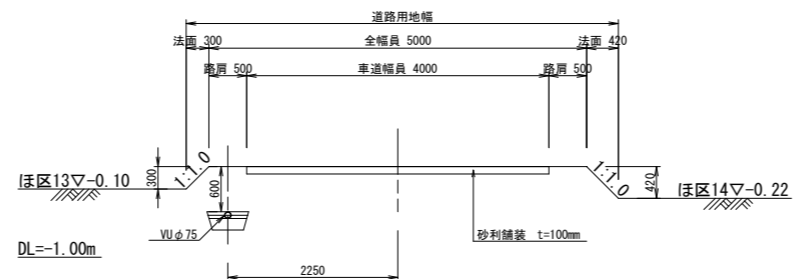 道路用地幅
法面 300 全幅員 5000 法面 420
路肩 500 車道幅員 4000 路肩 500
1:1.0 1:1.0
300 600 420
ほ区13▽-0.10 ほ区14▽-0.22
VUφ75 砂利舗装 t=100mm
DL=-1.00m
2250